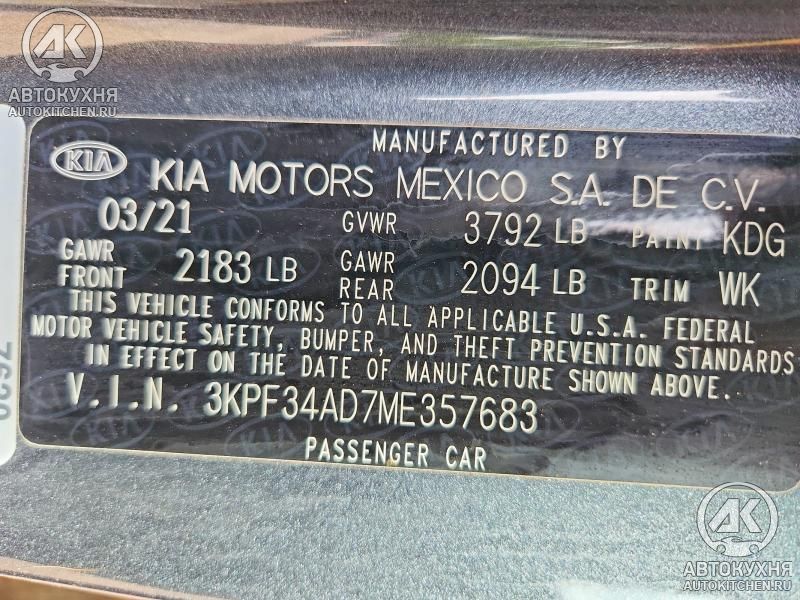 АВТОКУХНЯ
AUTOKITCHEN.RU
MANUFACTURED BY
KIA KIA MOTORS MEXICO S.A. DE C.V.
03/21 GVWR 3792 LB PAINT KDG
GAWR FRONT 2183 LB GAWR REAR 2094 LB TRIM WK
THIS VEHICLE CONFORMS TO ALL APPLICABLE U.S.A. FEDERAL
MOTOR VEHICLE SAFETY, BUMPER, AND THEFT PREVENTION STANDARDS
IN EFFECT ON THE DATE OF MANUFACTURE SHOWN ABOVE.
V.I.N. 3KPF34AD7ME357683
PASSENGER CAR
АВТОКУХНЯ
AUTOKITCHEN.RU